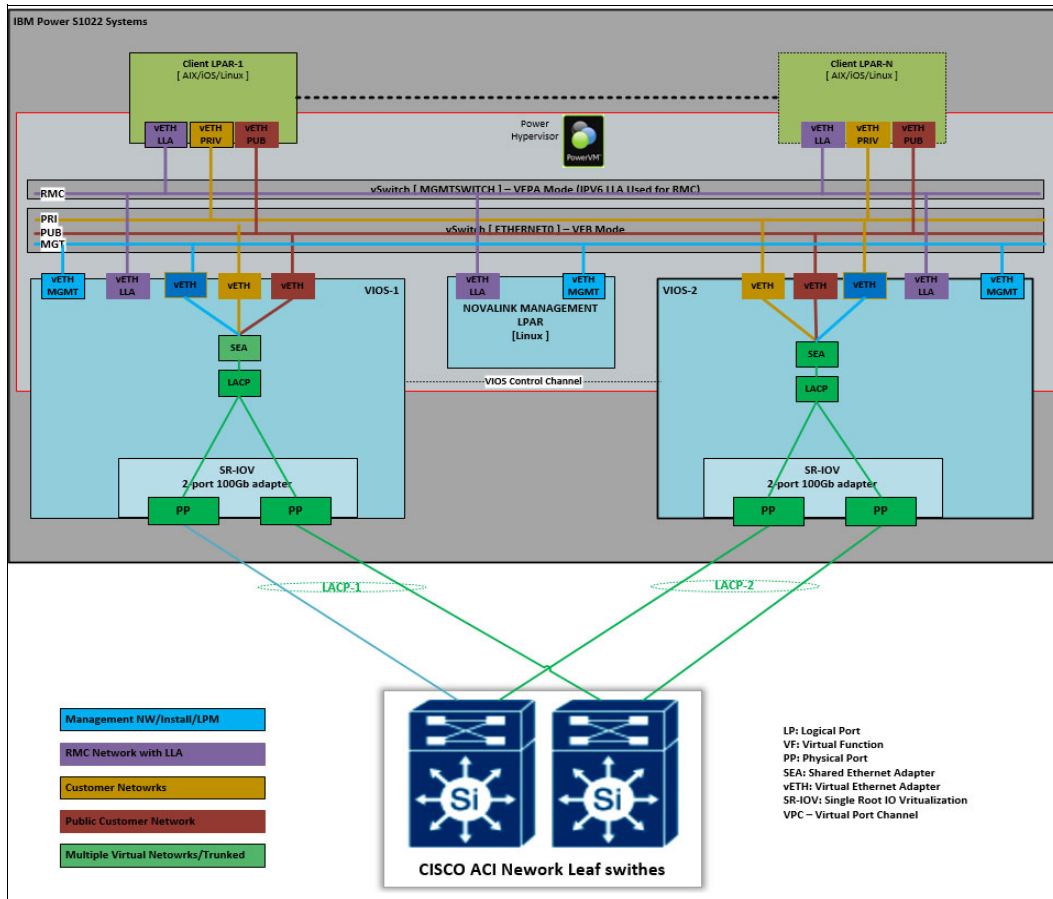 IBM Power S1022 Systems
Client LPAR-1
[ AIX/iOS/Linux ]
Client LPAR-N
[ AIX/iOS/Linux ]
vETH LLA
vETH PRIV
vETH PUB
Power
Hypervisor
PowerVM
vETH LLA
vETH PRIV
vETH PUB
RMC
vSwitch [ MGMTSWITCH ] – VEPA Mode (IPV6 LLA Used for RMC)
PRI
PUB
vSwitch [ ETHERNET0 ] – VEB Mode
MGT
vETH MGMT
vETH LLA
vETH
vETH
vETH
VIOS-1
vETH LLA
vETH MGMT
NOVALINK MANAGEMENT
LPAR
[Linux ]
VIOS-2
vETH
vETH
vETH
vETH LLA
vETH MGMT
SEA
LACP
SEA
LACP
VIOS Control Channel
SR-IOV
2-port 100Gb adapter
PP
PP
SR-IOV
2-port 100Gb adapter
PP
PP
LACP-1
LACP-2
Si
Si
CISCO ACI Nework Leaf swithes
Management NW/Install/LPM
RMC Network with LLA
Customer Netowrks
Public Customer Network
Multiple Virtual Netowrks/Trunked
LP: Logical Port
VF: Virtual Function
PP: Physical Port
SEA: Shared Ethernet Adapter
vETH: Virtual Ethernet Adapter
SR-IOV: Single Root IO Vritualization
VPC – Virtual Port Channel